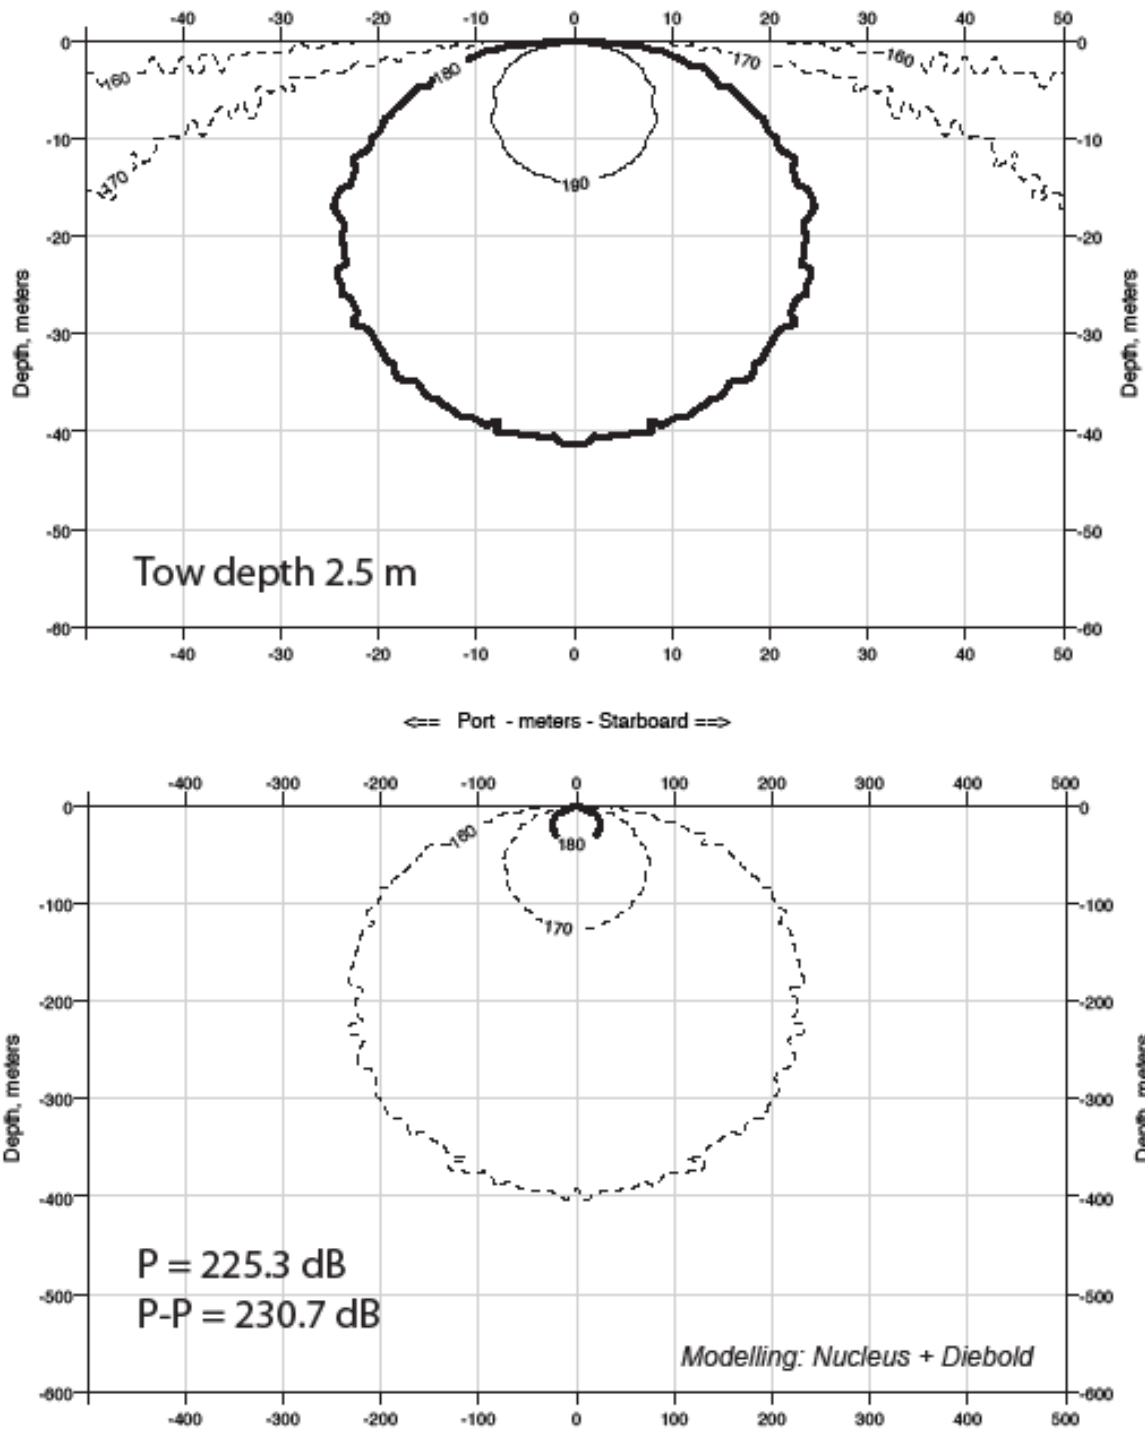 -40 -30 -20 -10 0 10 20 30 40 50
0 0
160 180 170 160
-10 -10
170 190
-20 -20
Depth, meters Depth, meters
-30 -30
-40 -40
-50 -50
Tow depth 2.5 m
-60 -60
-40 -30 -20 -10 0 10 20 30 40 50
<== Port - meters - Starboard ==>
-400 -300 -200 -100 0 100 200 300 400 500
0 0
160 180
-100 -100
170
-200 -200
Depth, meters Depth, meters
-300 -300
-400 -400
P = 225.3 dB
-500 -500
P-P = 230.7 dB
Modelling: Nucleus + Diebold
-600 -600
-400 -300 -200 -100 0 100 200 300 400 500